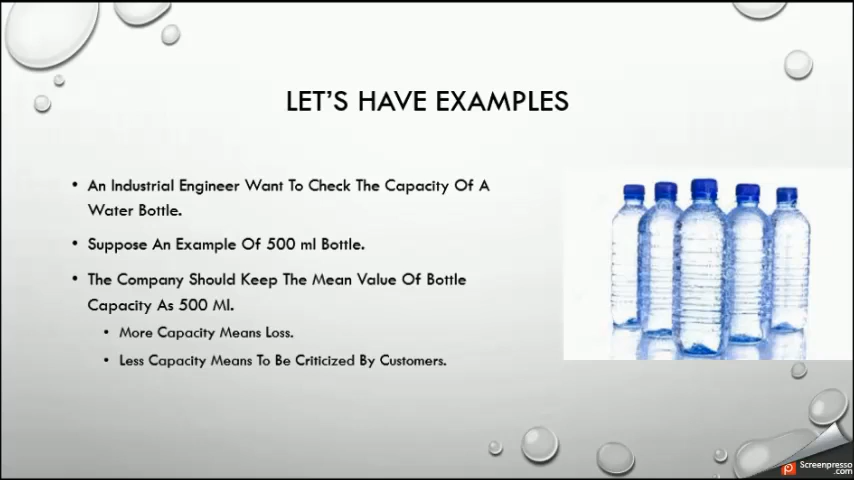 LET'S HAVE EXAMPLES
• An Industrial Engineer Want To Check The Capacity Of A
Water Bottle.
• Suppose An Example Of 500 ml Bottle.
• The Company Should Keep The Mean Value Of Bottle
Capacity As 500 Ml.
• More Capacity Means Loss.
• Less Capacity Means To Be Criticized By Customers.
Screenpresso
.com